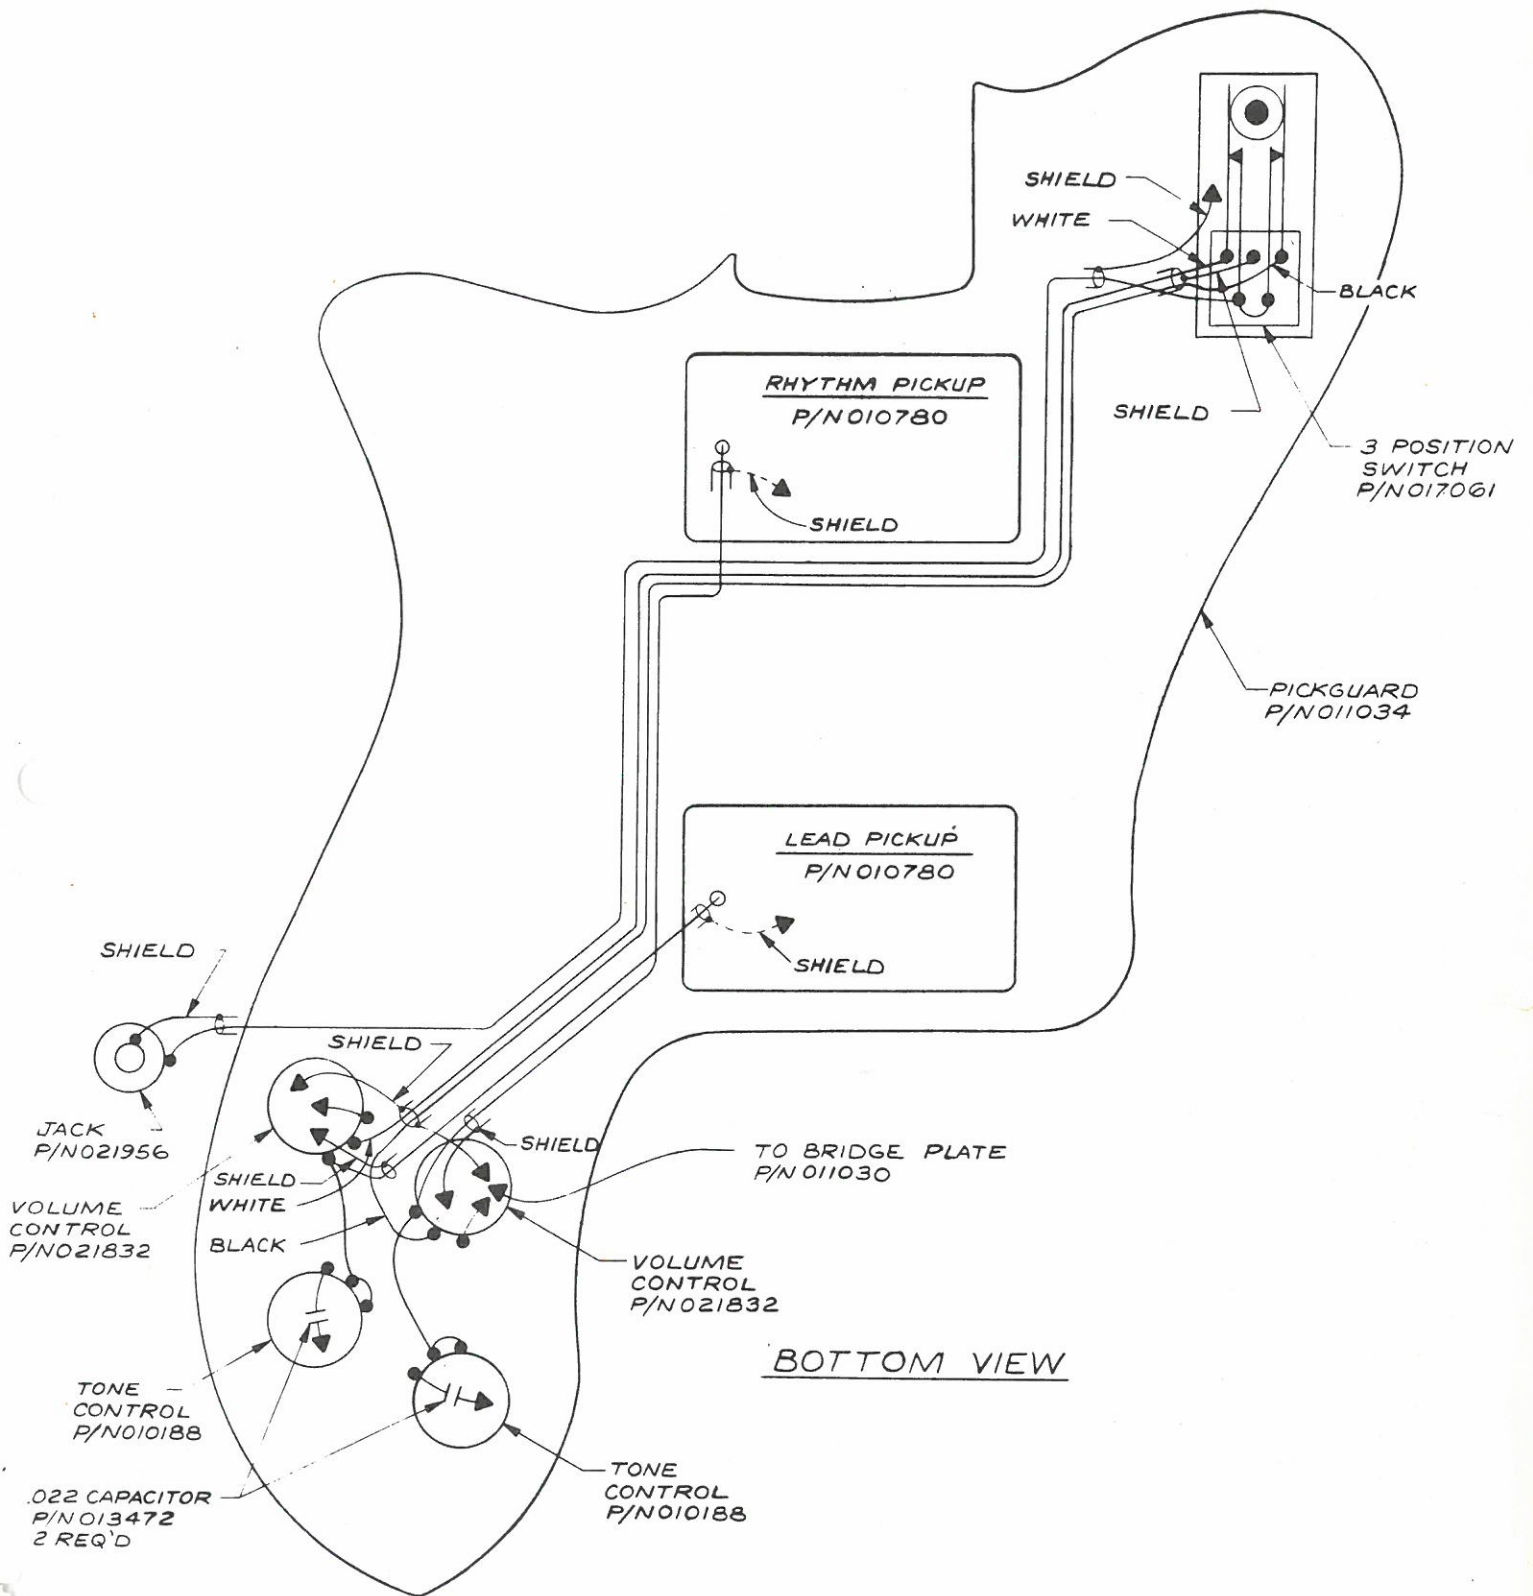 SHIELD
WHITE
BLACK
SHIELD
3 POSITION
SWITCH
P/N017061
RHYTHM PICKUP
P/N010780
SHIELD
PICKGUARD
P/N011034
LEAD PICKUP
P/N010780
SHIELD
SHIELD
JACK
P/N021956
SHIELD
SHIELD
TO BRIDGE PLATE
P/N011030
VOLUME
CONTROL
P/N021832
SHIELD
WHITE
BLACK
VOLUME
CONTROL
P/N021832
BOTTOM VIEW
TONE
CONTROL
P/N010188
TONE
CONTROL
P/N010188
.022 CAPACITOR
P/N013472
2 REQ'D